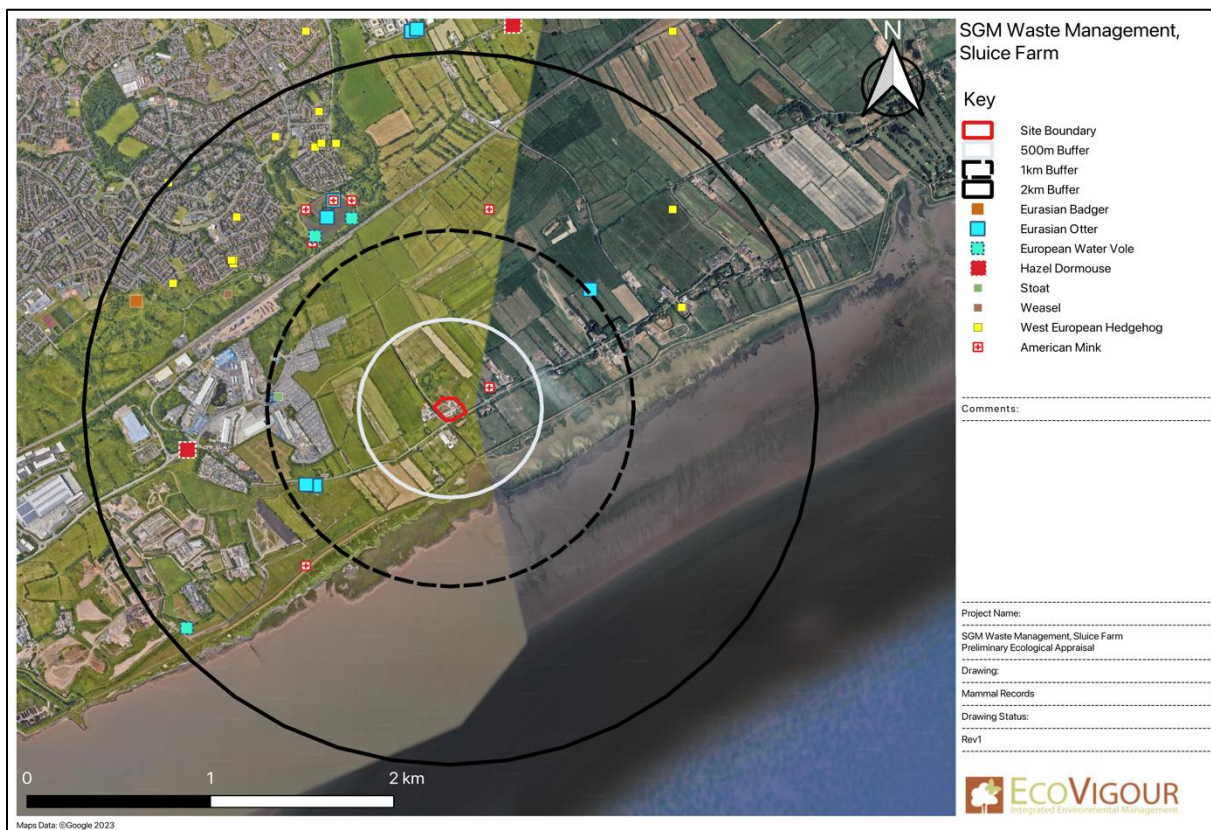 SGM Waste Management,
Sluice Farm
N
Key
Site Boundary
500m Buffer
1km Buffer
2km Buffer
Eurasian Badger
Eurasian Otter
European Water Vole
Hazel Dormouse
Stoat
Weasel
West European Hedgehog
American Mink
Comments:
Project Name:
SGM Waste Management, Sluice Farm
Preliminary Ecological Appraisal
Drawing:
Mammal Records
Drawing Status:
Rev1
ECOVIGOUR
Integrated Environmental Management
0 1 2 km
Maps Data: ©Google 2023